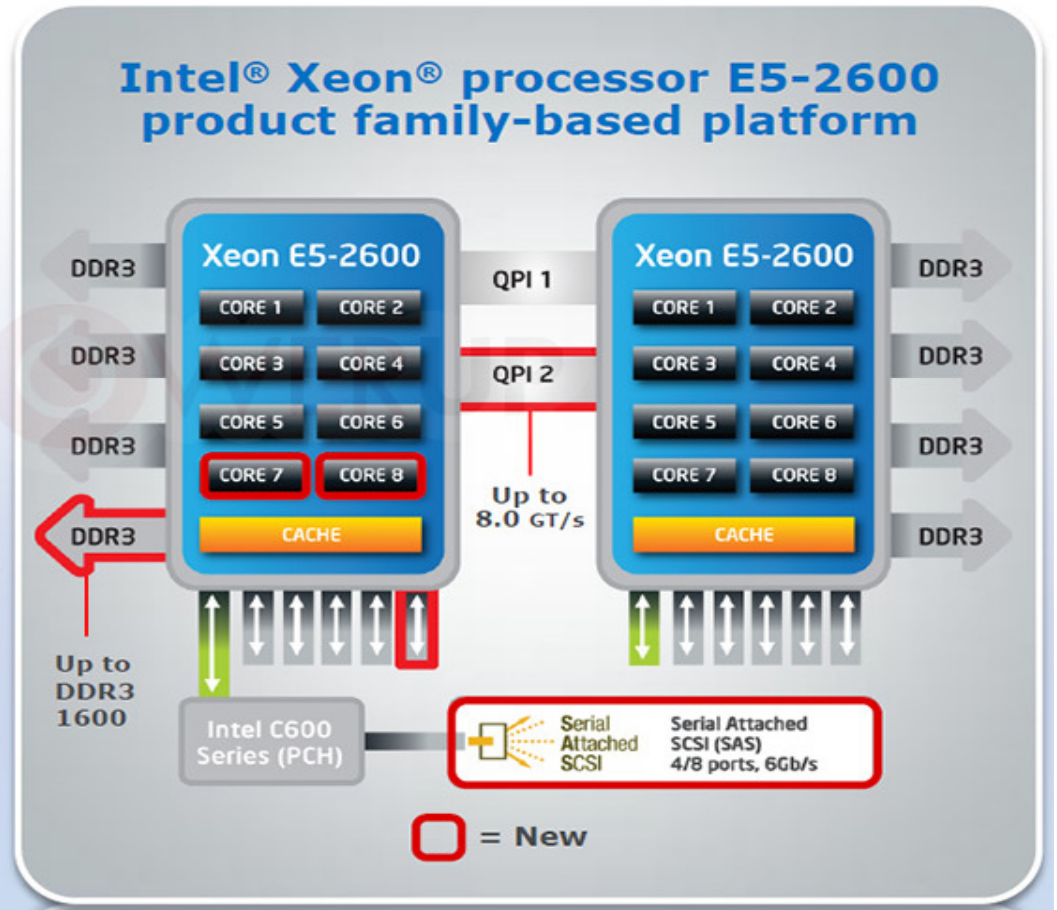 Intel® Xeon® processor E5-2600
product family-based platform
Xeon E5-2600
CORE 1 CORE 2
CORE 3 CORE 4
CORE 5 CORE 6
CORE 7 CORE 8
CACHE
DDR3
DDR3
DDR3
DDR3
Up to
DDR3
1600
QPI 1
QPI 2
Up to
8.0 GT/s
Xeon E5-2600
CORE 1 CORE 2
CORE 3 CORE 4
CORE 5 CORE 6
CORE 7 CORE 8
CACHE
DDR3
DDR3
DDR3
DDR3
Intel C600
Series (PCH)
Serial
Attached
SCSI
Serial Attached
SCSI (SAS)
4/8 ports, 6Gb/s
= New